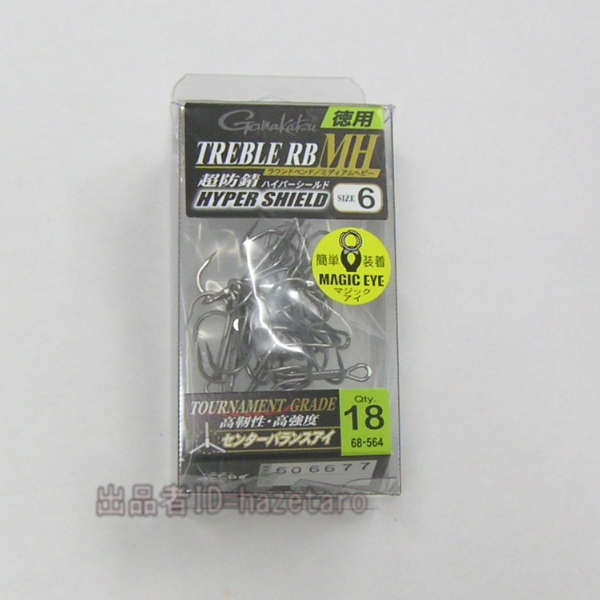 Gamakatsu
徳用
TREBLE RB MH
ラウンドベンド/ミディアムヘビー
超防錆 ハイパーシールド
HYPER SHIELD
SIZE 6
簡単 装着
MAGIC EYE
マジック
アイ
TOURNAMENT GRADE
高靭性・高強度
センターバランスアイ
Qty.
18
68-564
606677
出品者ID=hazetaro